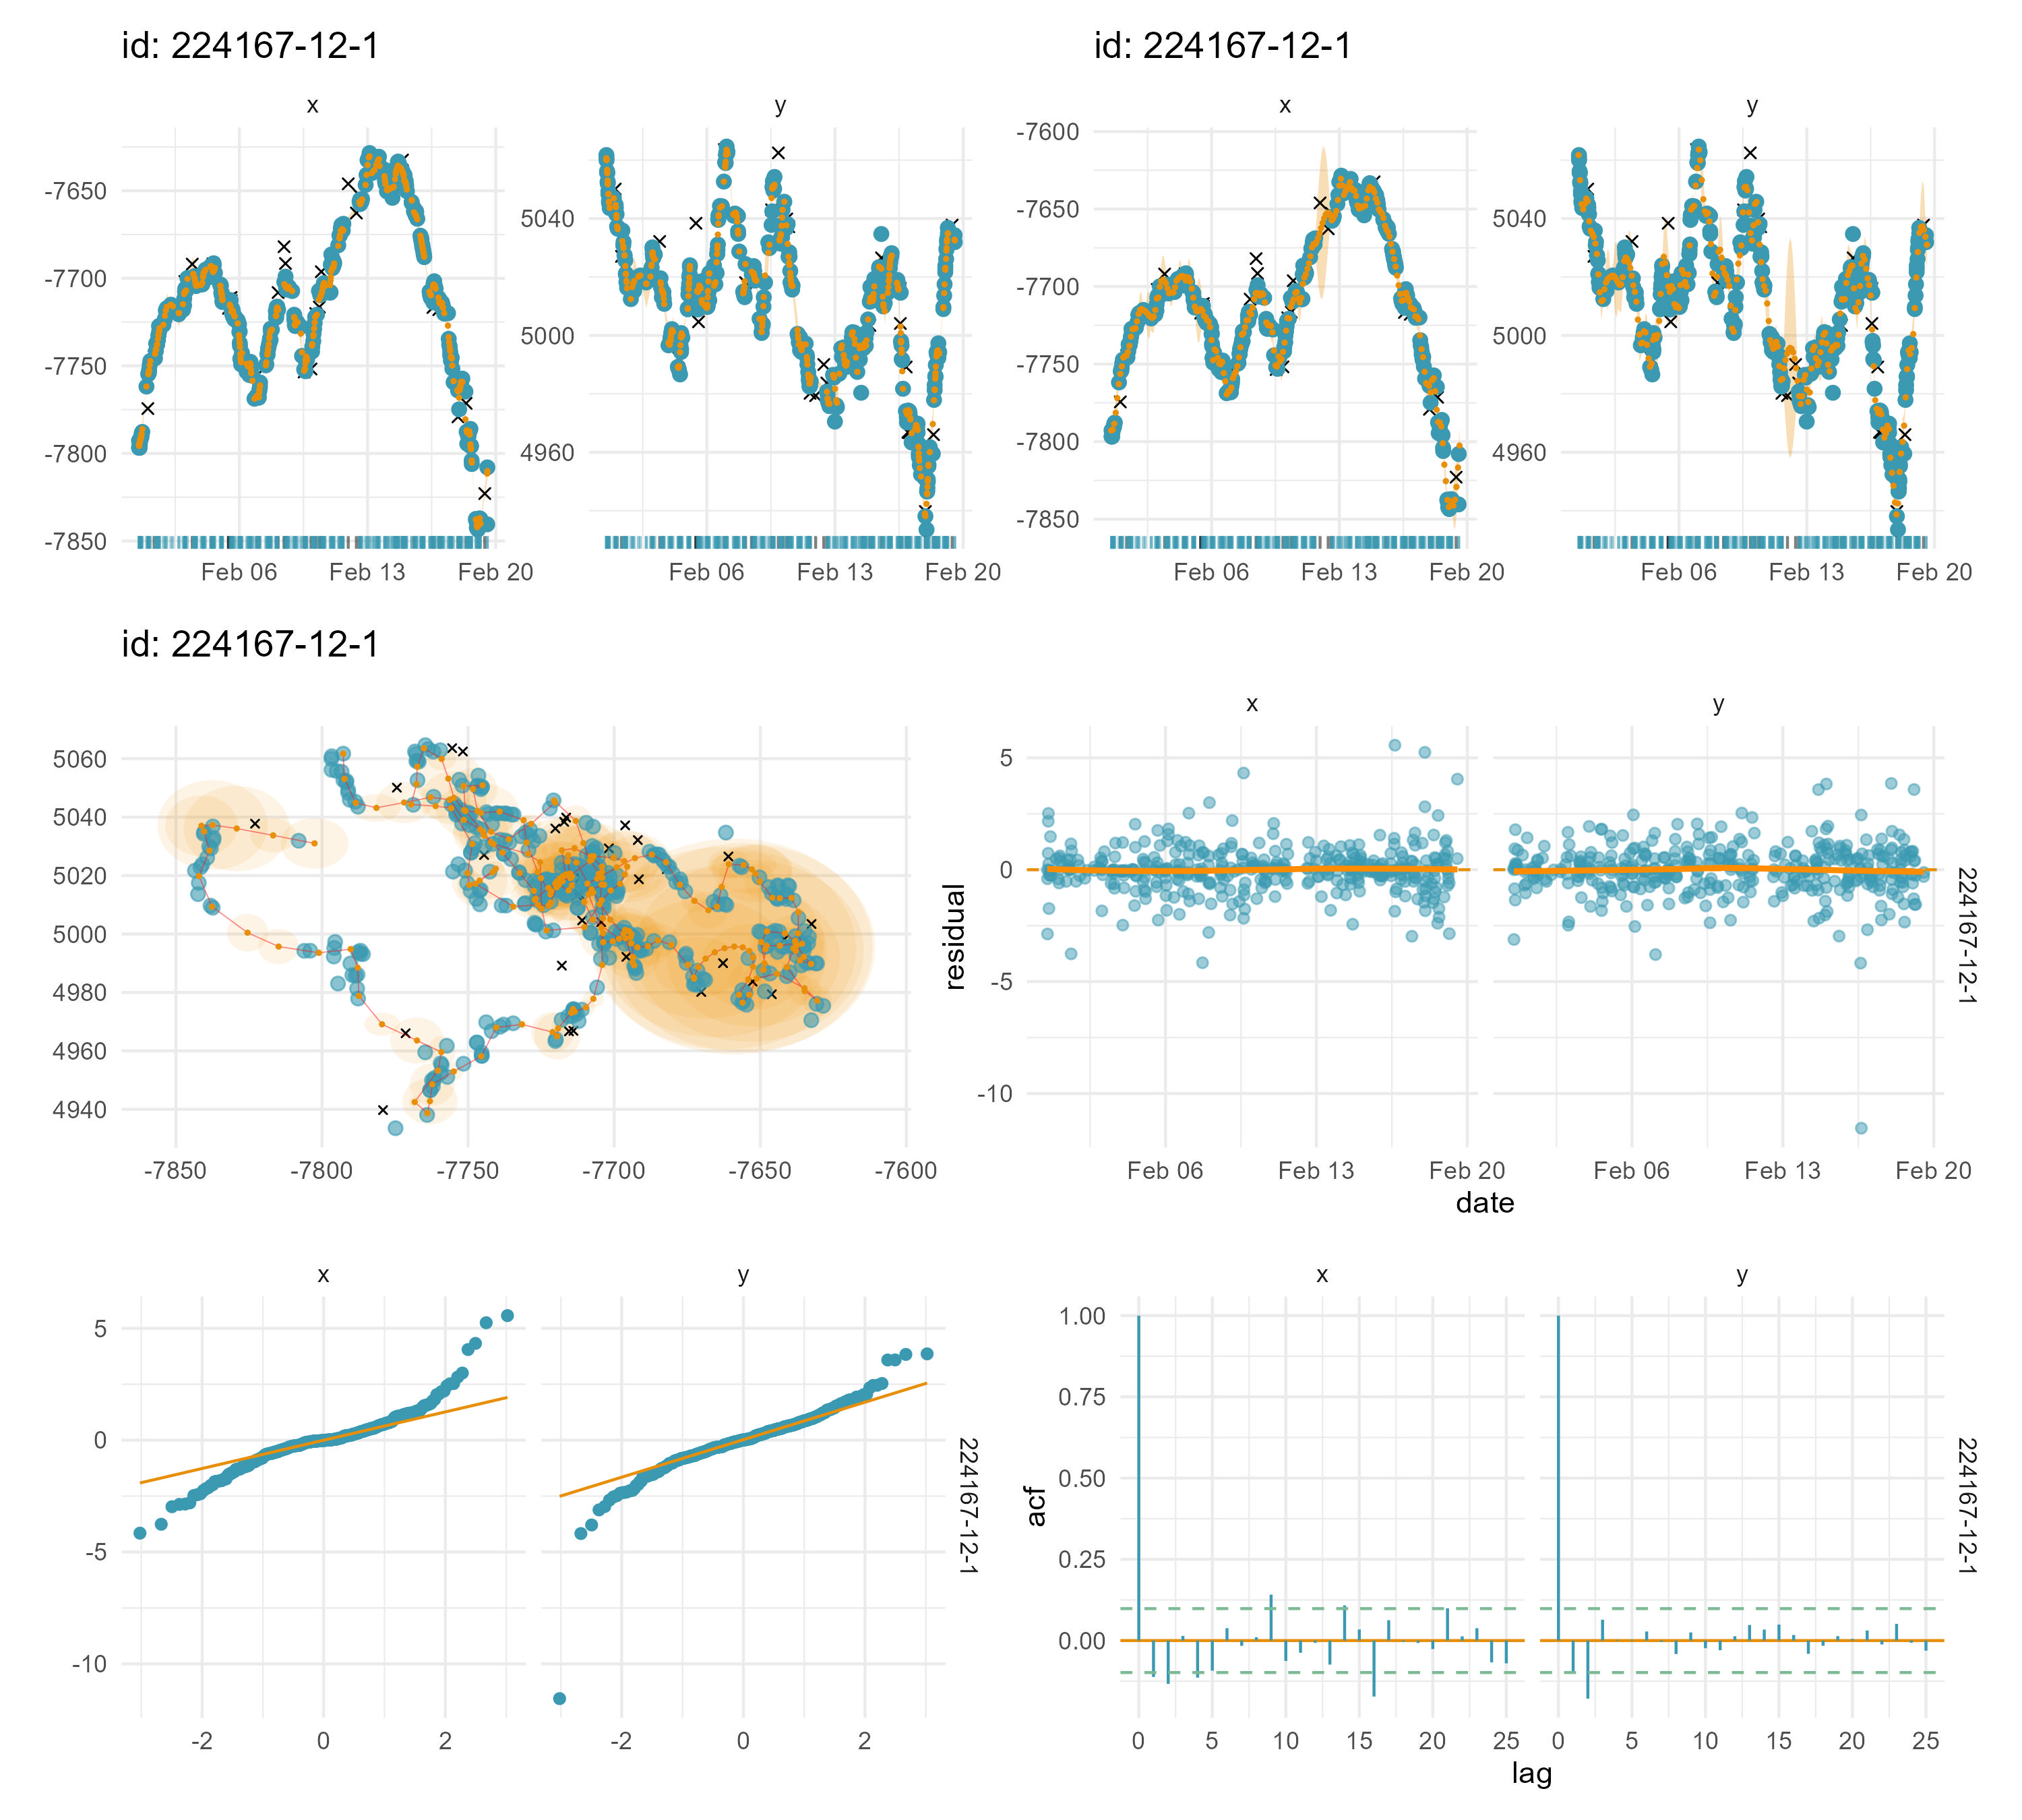 id: 224167-12-1
id: 224167-12-1
x
y
x
y
-7650
-7700
-7750
-7800
-7850
5040
5000
4960
-7600
-7650
-7700
-7750
-7800
-7850
5040
5000
4960
Feb 06
Feb 13
Feb 20
Feb 06
Feb 13
Feb 20
Feb 06
Feb 13
Feb 20
Feb 06
Feb 13
Feb 20
id: 224167-12-1
5060
5040
5020
5000
4980
4960
4940
-7850
-7800
-7750
-7700
-7650
-7600
x
y
residual
5
0
-5
-10
224167-12-1
Feb 06
Feb 13
Feb 20
Feb 06
Feb 13
Feb 20
date
x
y
5
0
-5
-10
224167-12-1
-2
0
2
-2
0
2
x
y
acf
1.00
0.75
0.50
0.25
0.00
224167-12-1
0
5
10
15
20
25
0
5
10
15
20
25
lag